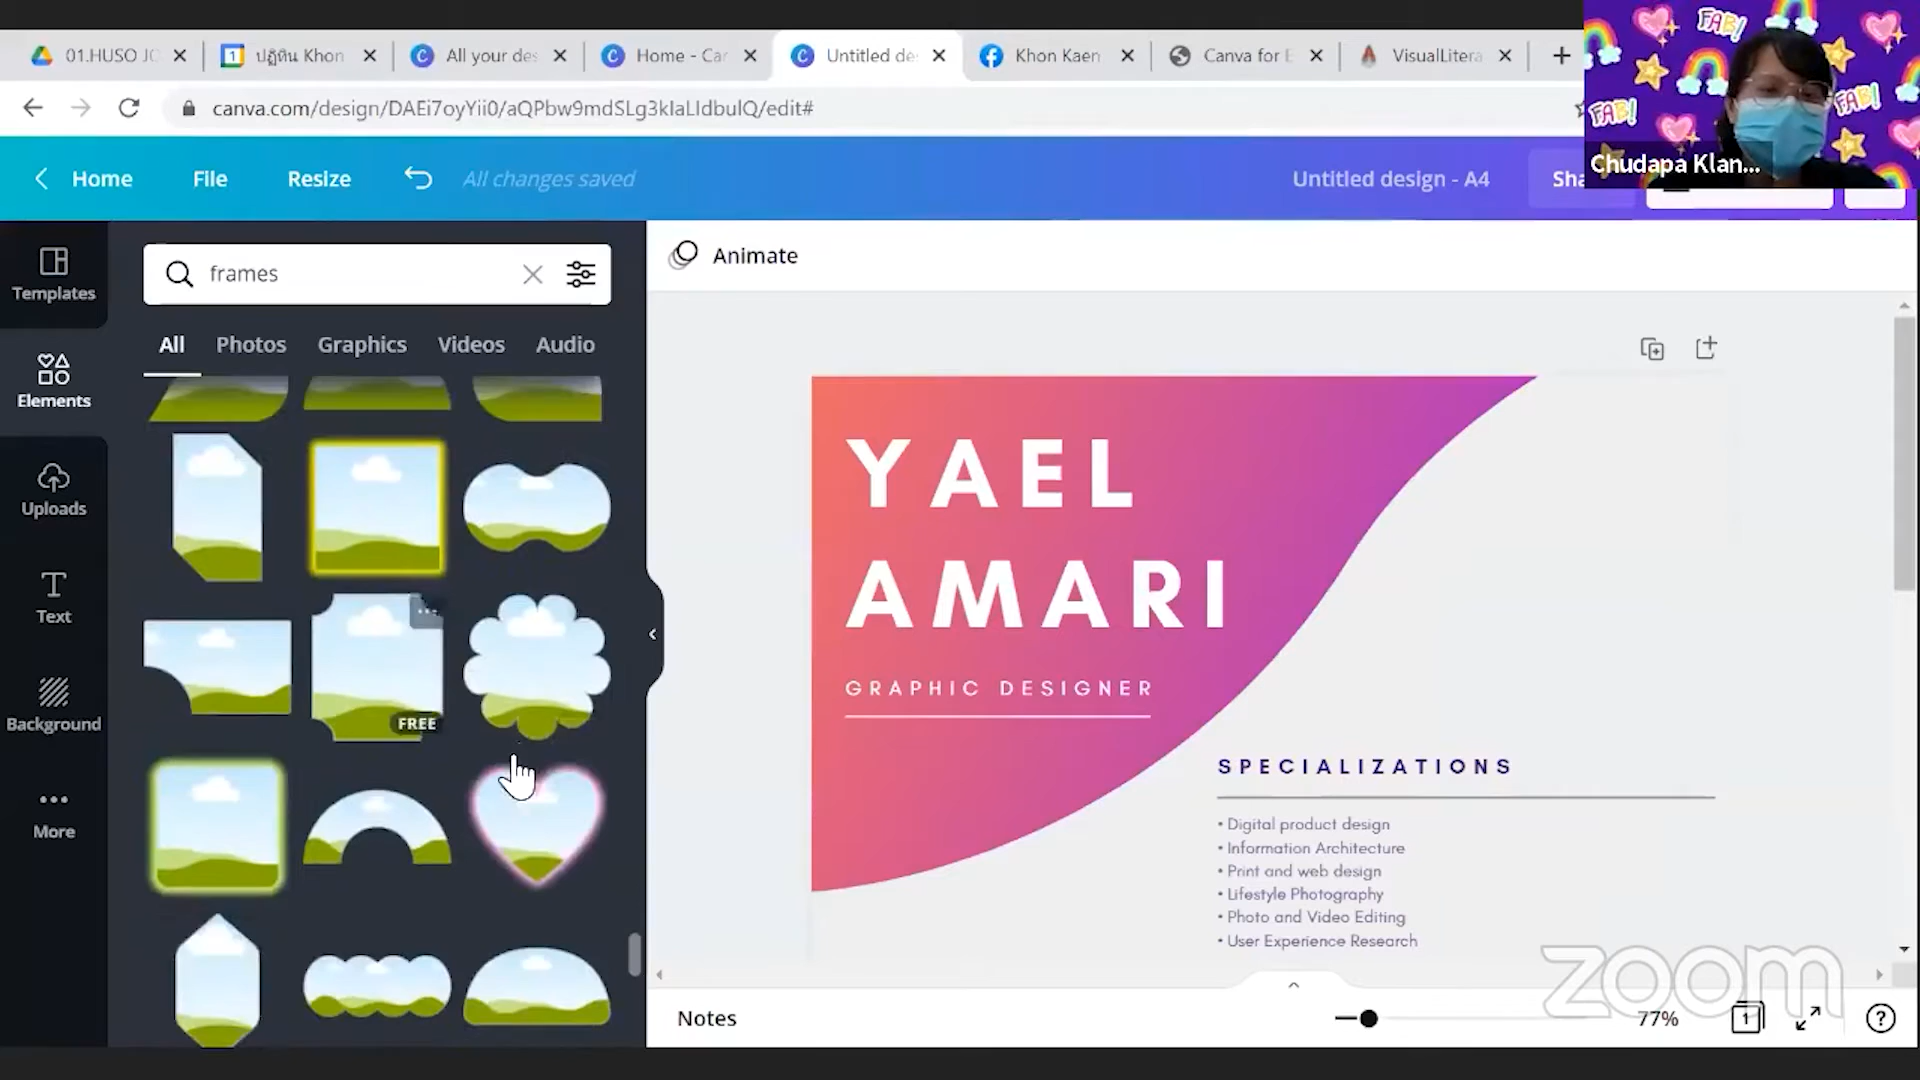 01.HUSO JO
ปฏิทิน Khon
All your des
Home - Can
Untitled de
Khon Kaen
Canva for E
VisualLitera
canva.com/design/DAEi7oyYii0/aQPbw9mdSLg3kIaLIdbulQ/edit#
FAB!
FAB!
FAB!
Chudapa Klan...
Home
File
Resize
All changes saved
Untitled design - A4
Sha
Templates
Elements
Uploads
Text
Background
More
frames
All
Photos
Graphics
Videos
Audio
FREE
Animate
YAEL
AMARI
GRAPHIC DESIGNER
SPECIALIZATIONS
• Digital product design
• Information Architecture
• Print and web design
• Lifestyle Photography
• Photo and Video Editing
• User Experience Research
zoom
Notes
77%
1